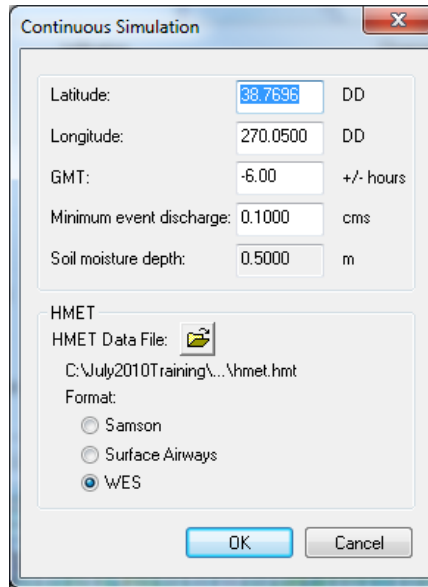 Continuous Simulation
Latitude: 38.7696 DD
Longitude: 270.0500 DD
GMT: -6.00 +/- hours
Minimum event discharge: 0.1000 cms
Soil moisture depth: 0.5000 m
HMET
HMET Data File:
C:\July2010Training\...\hmet.hmt
Format:
Samson
Surface Airways
WES
OK Cancel